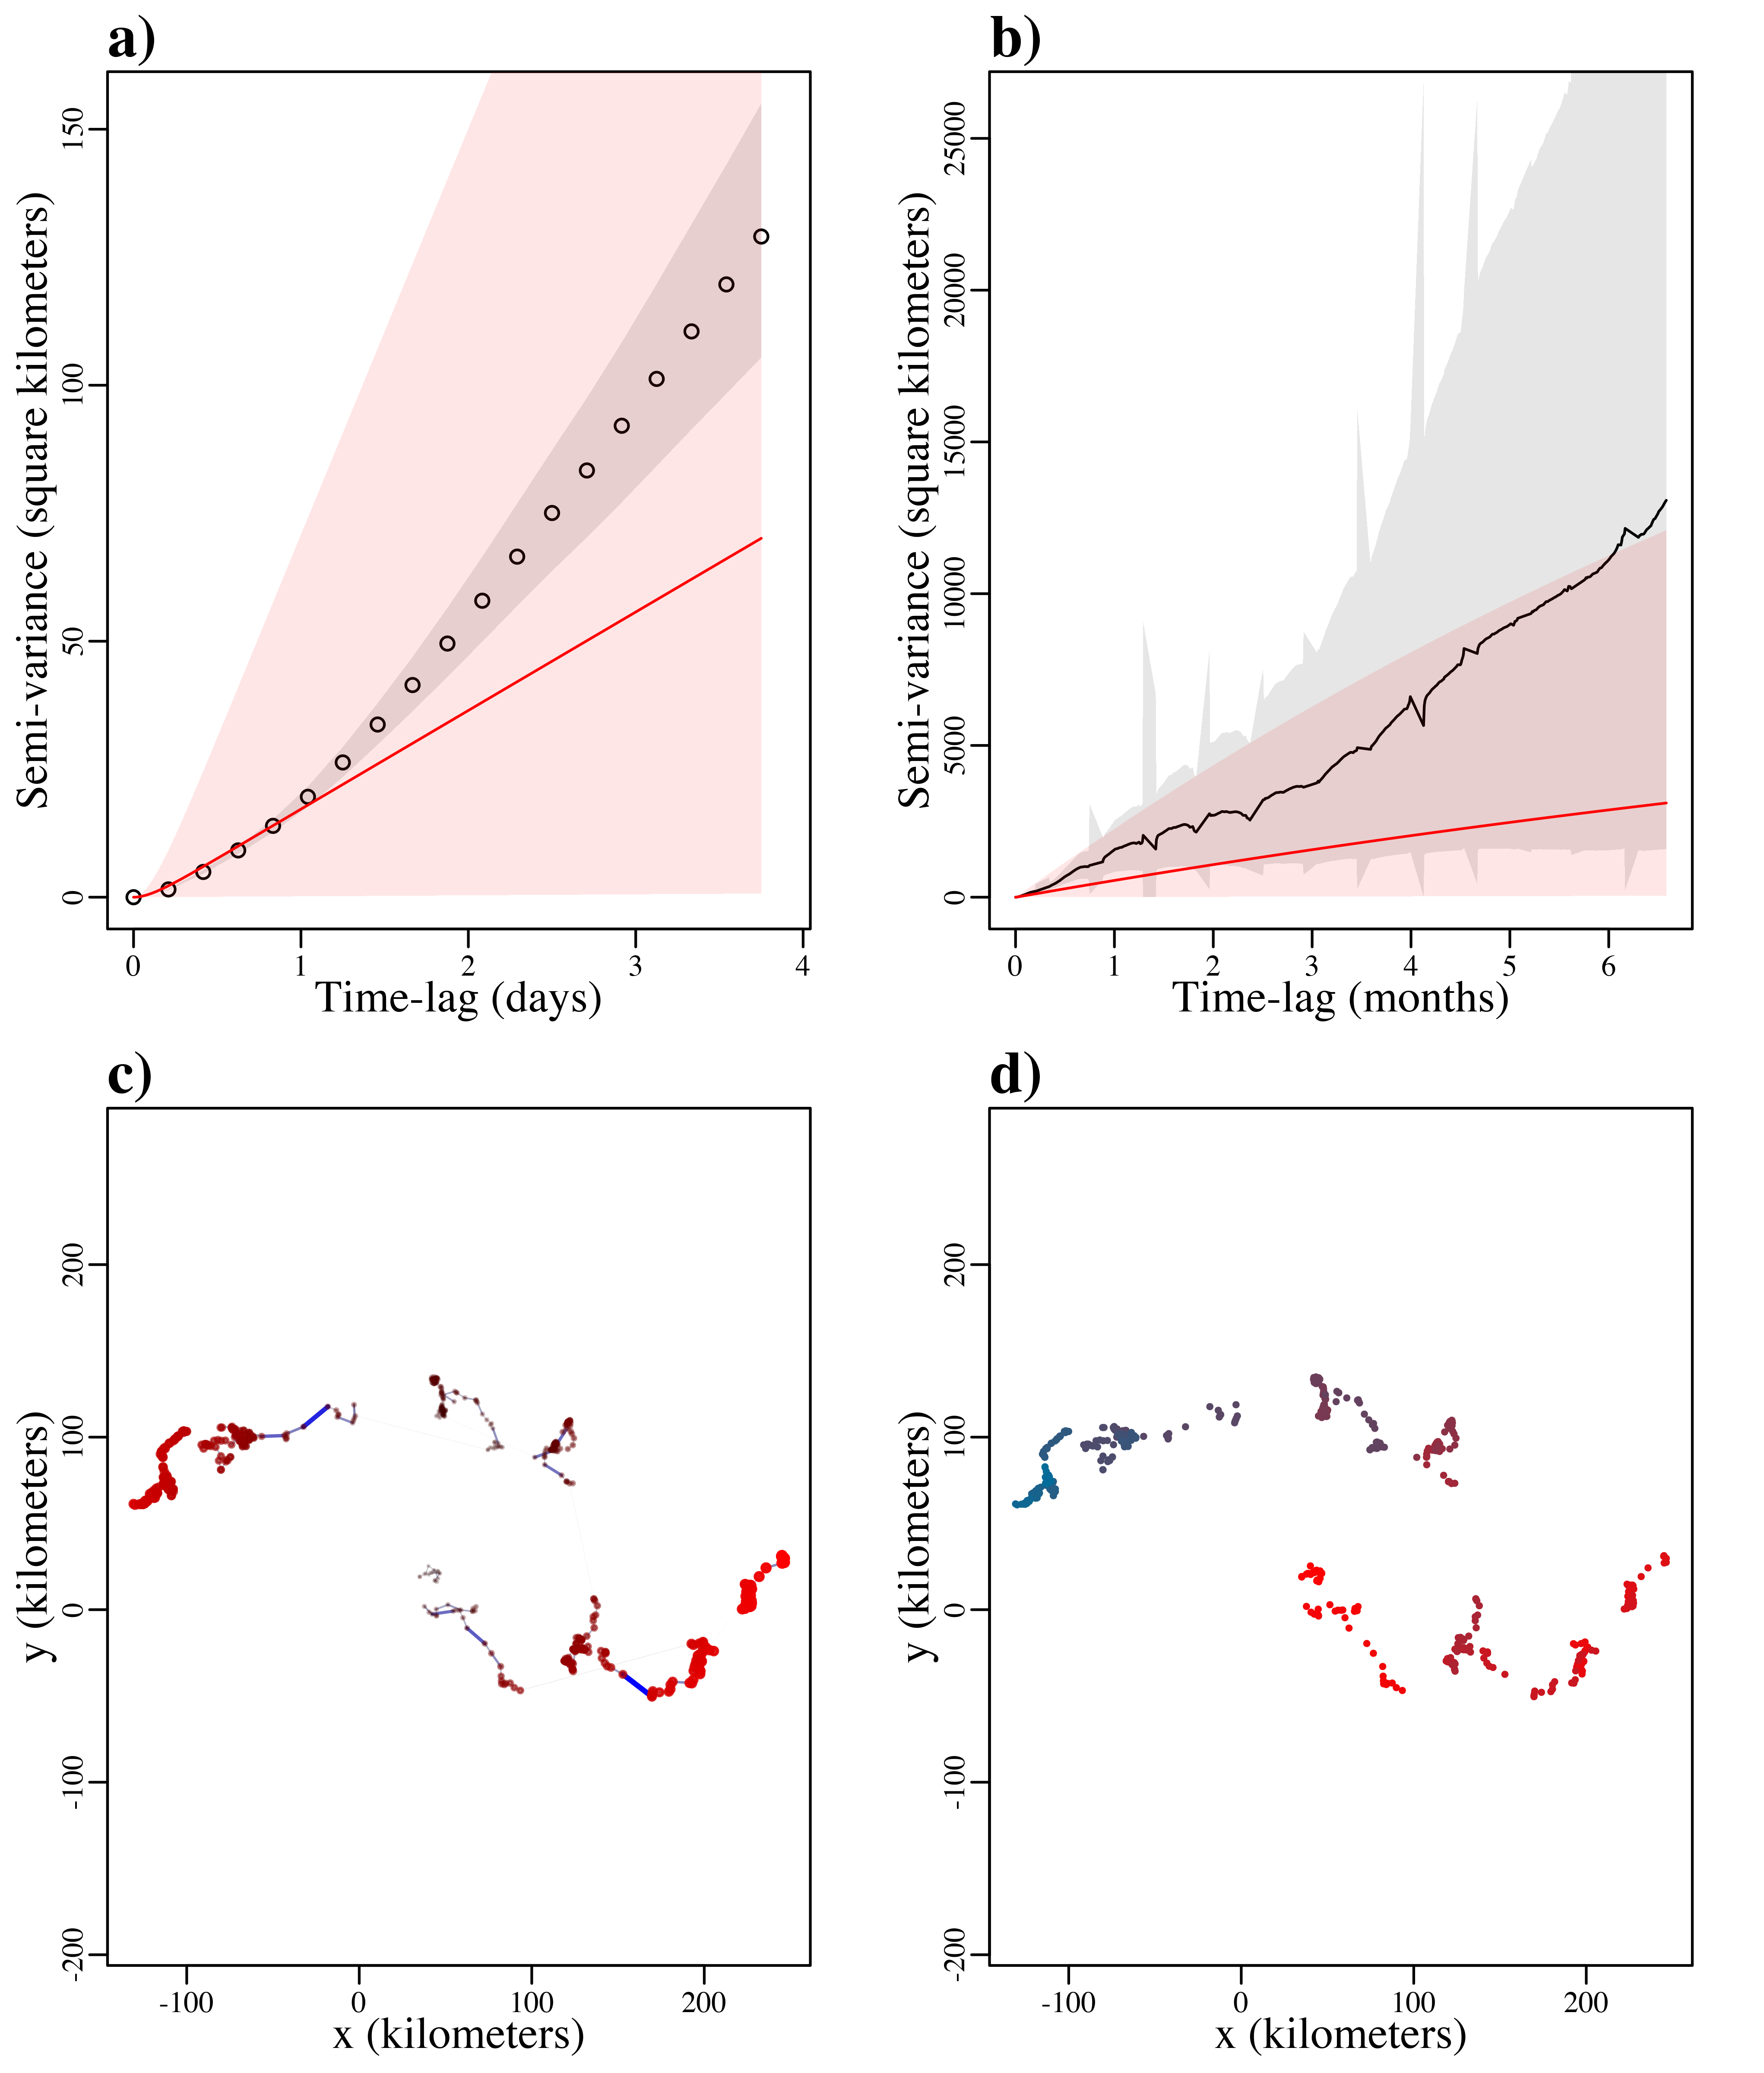 a)
Semi-variance (square kilometers)
150
100
50
0
0 1 2 3 4
Time-lag (days)
b)
Semi-variance (square kilometers)
25000
20000
15000
10000
5000
0
0 1 2 3 4 5 6
Time-lag (months)
c)
y (kilometers)
200
100
0
-100
-200
-100 0 100 200
x (kilometers)
d)
y (kilometers)
200
100
0
-100
-200
-100 0 100 200
x (kilometers)